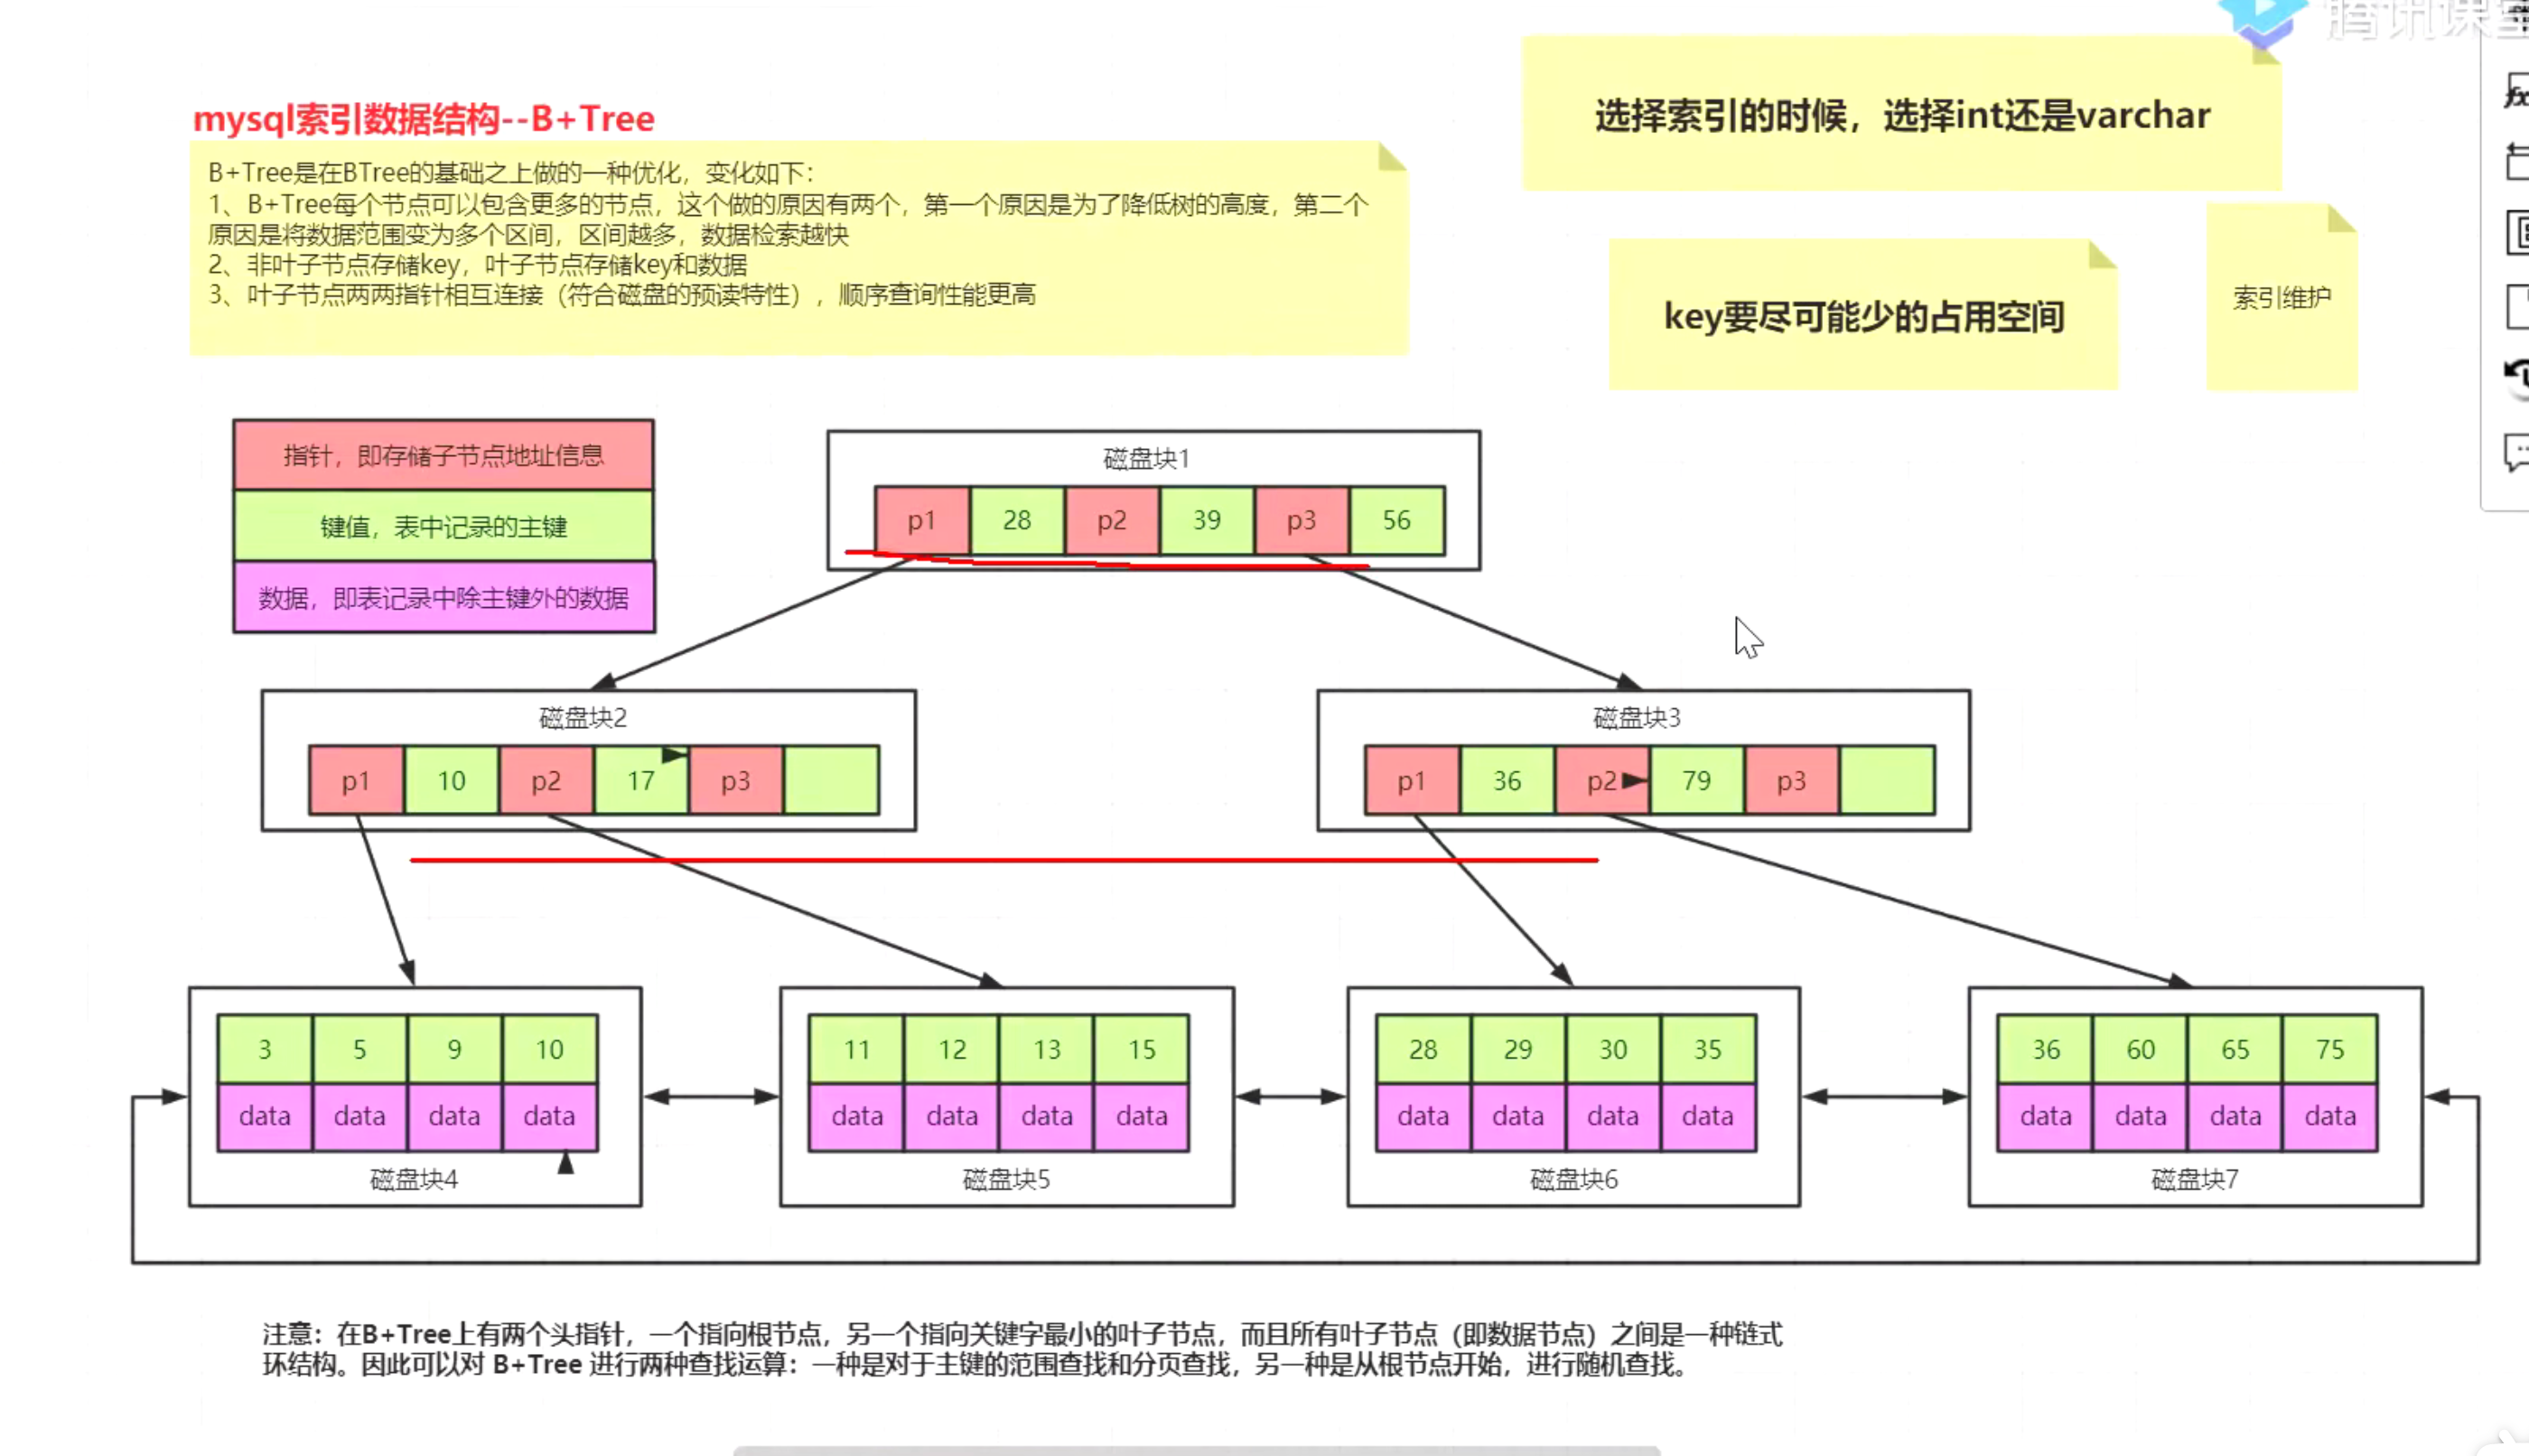 腾讯课堂
mysql索引数据结构--B+Tree
B+Tree是在BTree的基础之上做的一种优化，变化如下：
1、B+Tree每个节点可以包含更多的节点，这个做的原因有两个，第一个原因是为了降低树的高度，第二个
原因是将数据范围变为多个区间，区间越多，数据检索越快
2、非叶子节点存储key，叶子节点存储key和数据
3、叶子节点两两指针相互连接（符合磁盘的预读特性），顺序查询性能更高
选择索引的时候，选择int还是varchar
key要尽可能少的占用空间
索引维护
指针，即存储子节点地址信息
键值，表中记录的主键
数据，即表记录中除主键外的数据
磁盘块1
p1 28 p2 39 p3 56
磁盘块2
p1 10 p2 17 p3
磁盘块3
p1 36 p2 79 p3
3 5 9 10
data data data data
磁盘块4
11 12 13 15
data data data data
磁盘块5
28 29 30 35
data data data data
磁盘块6
36 60 65 75
data data data data
磁盘块7
注意：在B+Tree上有两个头指针，一个指向根节点，另一个指向关键字最小的叶子节点，而且所有叶子节点（即数据节点）之间是一种链式
环结构。因此可以对 B+Tree 进行两种查找运算：一种是对于主键的范围查找和分页查找，另一种是从根节点开始，进行随机查找。